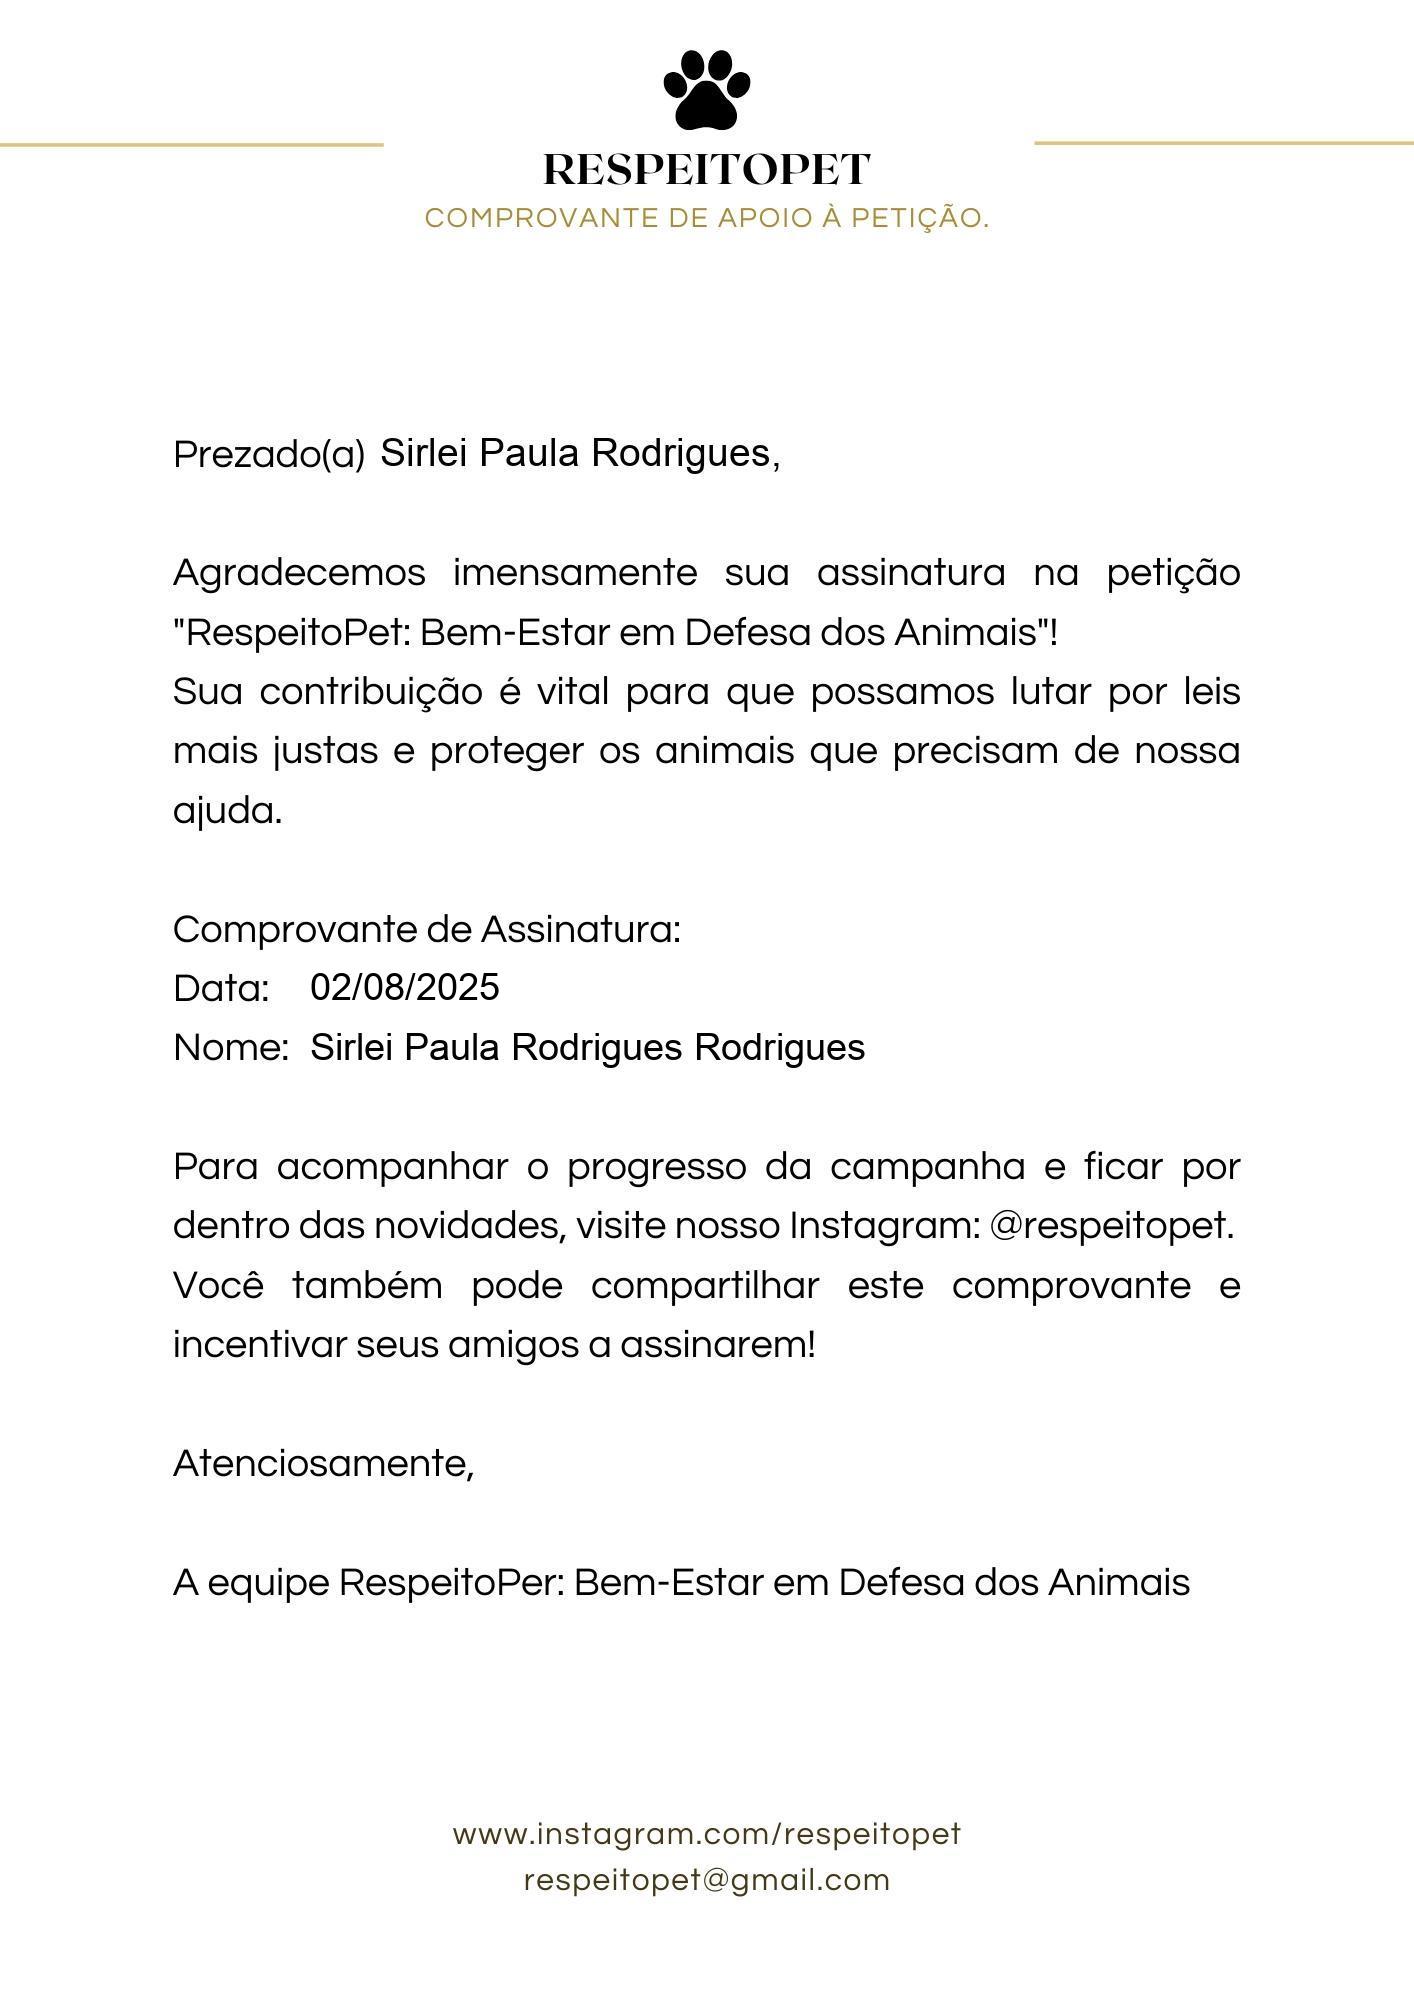 RESPEITOPET
COMPROVANTE DE APOIO À PETIÇÃO.
Prezado(a) Sirlei Paula Rodrigues,
Agradecemos imensamente sua assinatura na petição
"RespeitoPet: Bem-Estar em Defesa dos Animais"!
Sua contribuição é vital para que possamos lutar por leis
mais justas e proteger os animais que precisam de nossa
ajuda.
Comprovante de Assinatura:
Data: 02/08/2025
Nome: Sirlei Paula Rodrigues Rodrigues
Para acompanhar o progresso da campanha e ficar por
dentro das novidades, visite nosso Instagram: @respeitopet.
Você também pode compartilhar este comprovante e
incentivar seus amigos a assinarem!
Atenciosamente,
A equipe RespeitoPer: Bem-Estar em Defesa dos Animais
www.instagram.com/respeitopet
respeitopet@gmail.com